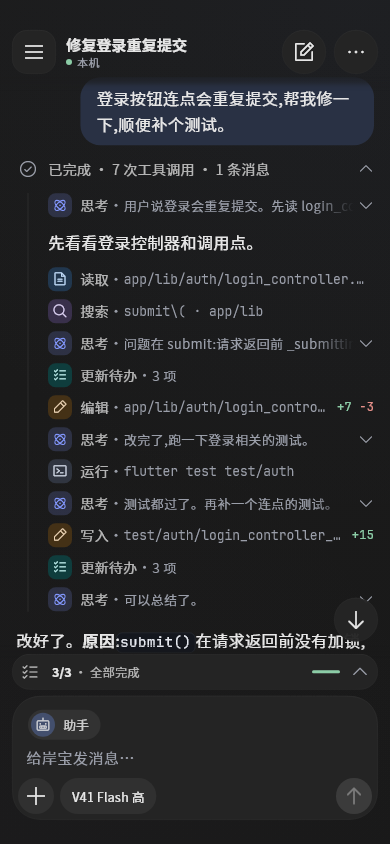 修复登录重复提交
本机
登录按钮连点会重复提交,帮我修一
下,顺便补个测试。
已完成 · 7 次工具调用 · 1 条消息
思考 · 用户说登录会重复提交。先读 login_c
先看看登录控制器和调用点。
读取 · app/lib/auth/login_controller.…
搜索 · submit\( · app/lib
思考 · 问题在 submit:请求返回前 _submittin
更新待办 · 3 项
编辑 · app/lib/auth/login_contro… +7 -3
思考 · 改完了,跑一下登录相关的测试。
运行 · flutter test test/auth
思考 · 测试都过了。再补一个连点的测试。
写入 · test/auth/login_controller_… +15
更新待办 · 3 项
思考 · 可以总结了。
改好了。原因:submit() 在请求返回前没有加锁,
3/3 · 全部完成
助手
给岸宝发消息…
V41 Flash 高